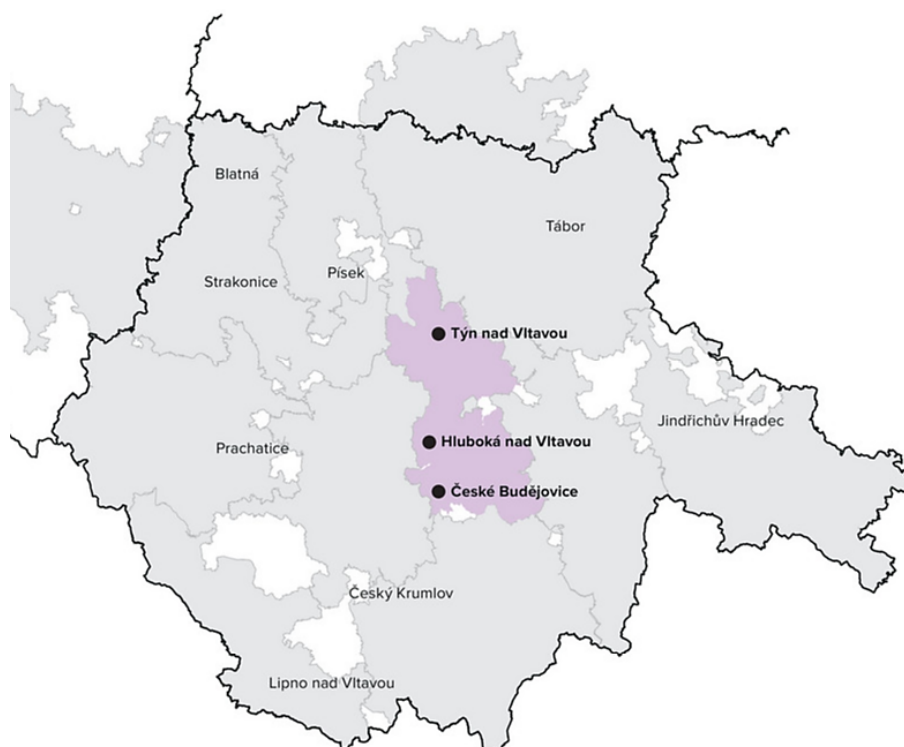 Blatná
Tábor
Písek
Strakonice
Týn nad Vltavou
Jindřichův Hradec
Hluboká nad Vltavou
Prachatice
České Budějovice
Český Krumlov
Lipno nad Vltavou